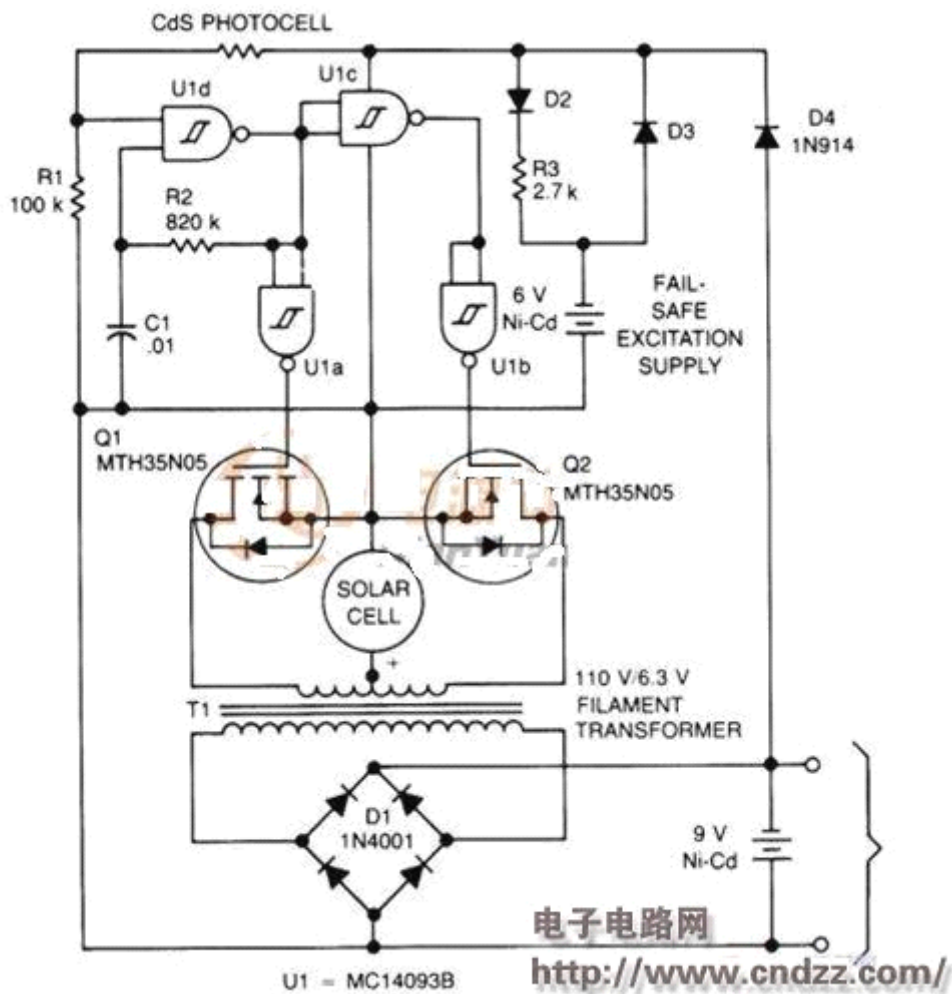 CdS PHOTOCELL
U1d
U1c
D2
D3
D4
1N914
R1
100 k
R2
820 k
R3
2.7 k
C1
.01
U1a
U1b
6 V
Ni-Cd
FAIL-
SAFE
EXCITATION
SUPPLY
Q1
MTH35N05
Q2
MTH35N05
SOLAR
CELL
+
T1
110 V/6.3 V
FILAMENT
TRANSFORMER
D1
1N4001
9 V
Ni-Cd
U1 = MC14093B
电子电路网
http://www.cndzz.com/